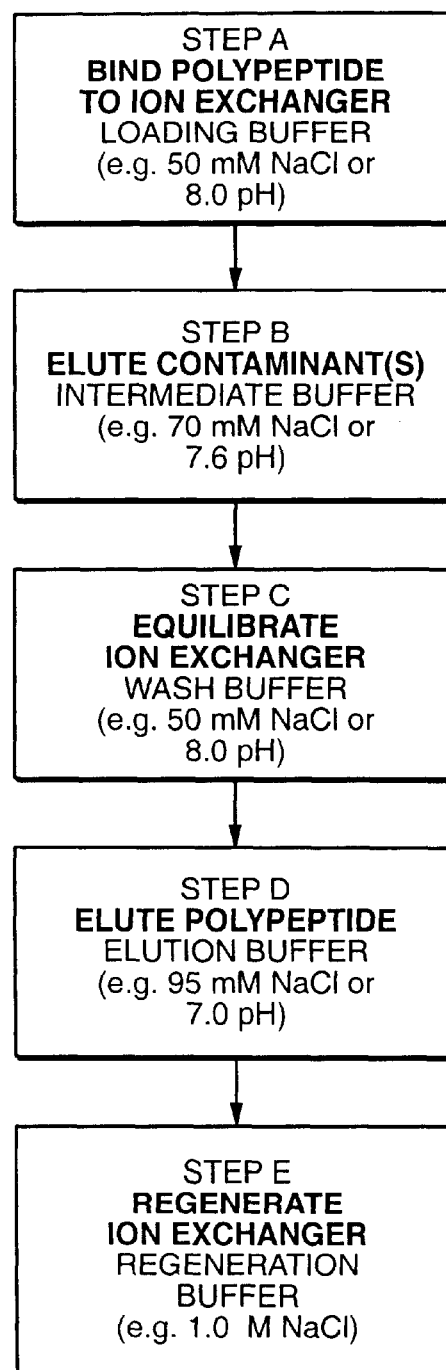 STEP A
BIND POLYPEPTIDE
TO ION EXCHANGER
LOADING BUFFER
(e.g. 50 mM NaCl or
8.0 pH)
STEP B
ELUTE CONTAMINANT(S)
INTERMEDIATE BUFFER
(e.g. 70 mM NaCl or
7.6 pH)
STEP C
EQUILIBRATE
ION EXCHANGER
WASH BUFFER
(e.g. 50 mM NaCl or
8.0 pH)
STEP D
ELUTE POLYPEPTIDE
ELUTION BUFFER
(e.g. 95 mM NaCl or
7.0 pH)
STEP E
REGENERATE
ION EXCHANGER
REGENERATION
BUFFER
(e.g. 1.0 M NaCl)